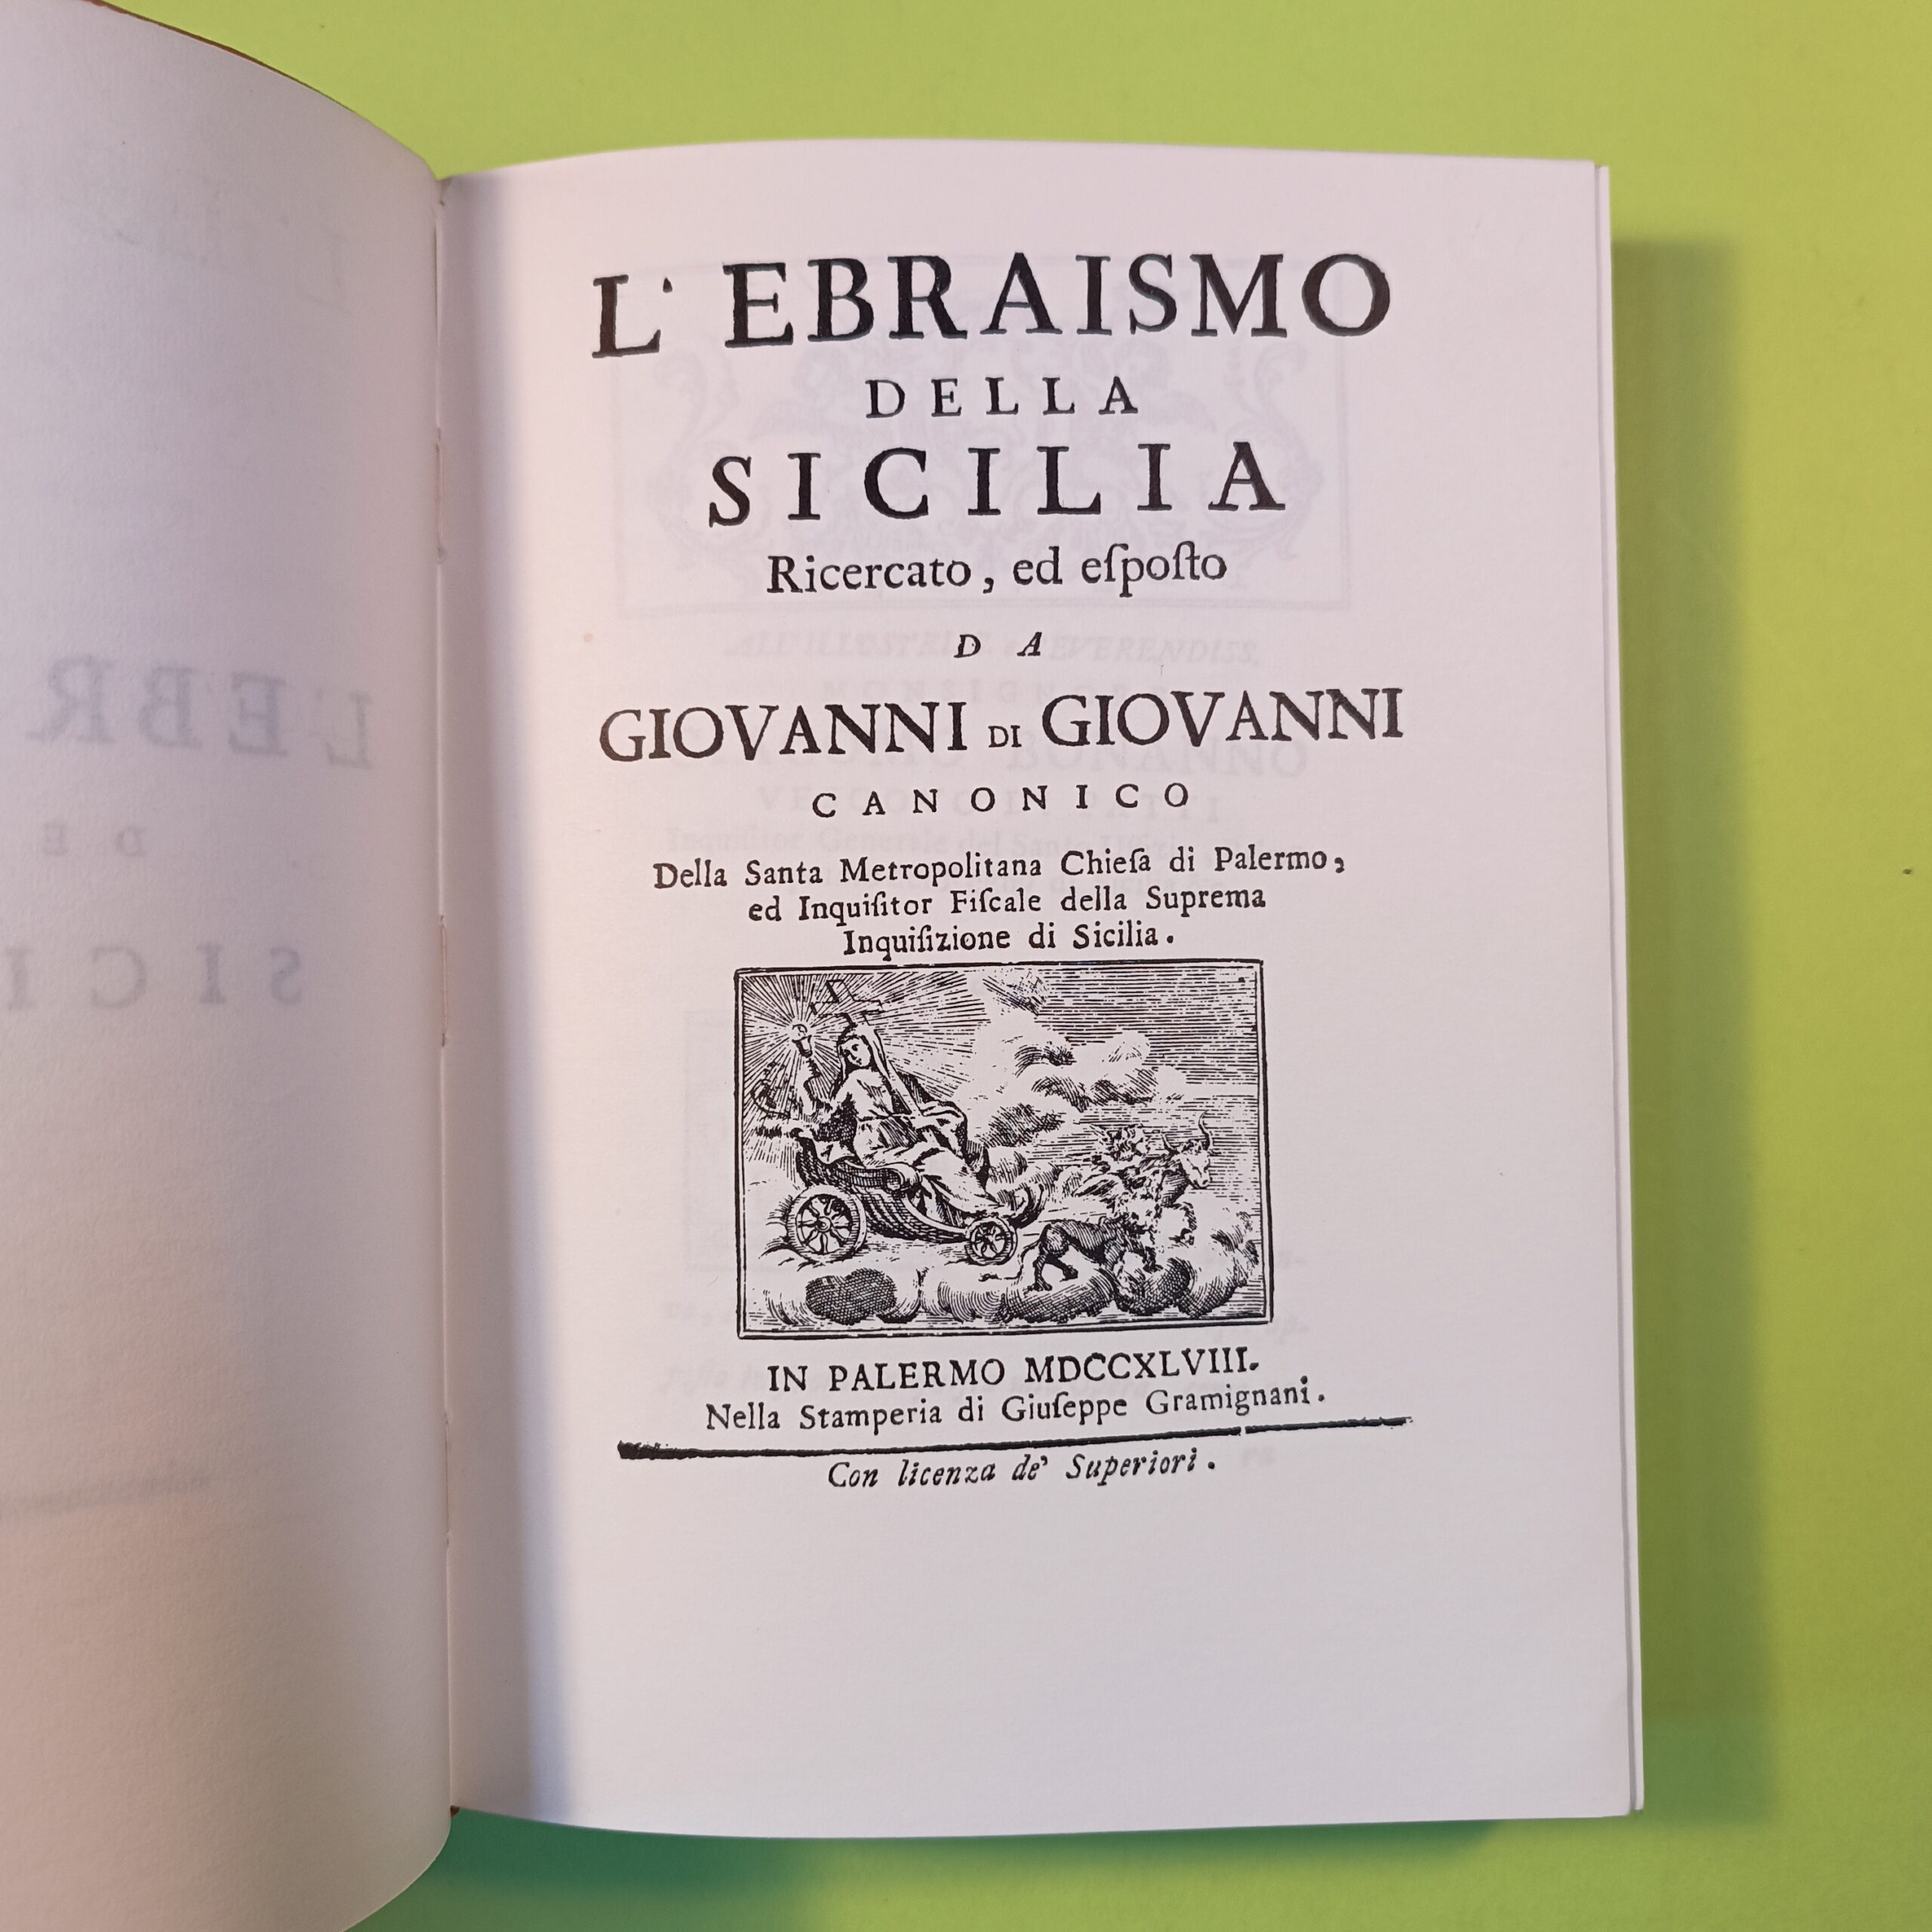 L' EBRAISMO
DELLA
SICILIA
Ricercato, ed eſpoſto
DA
GIOVANNI DI GIOVANNI
CANONICO
Della Santa Metropolitana Chieſa di Palermo,
ed Inquiſitor Fiſcale della Suprema
Inquiſizione di Sicilia.
IN PALERMO MDCCXLVIII.
Nella Stamperia di Giuſeppe Gramignani.
Con licenza de' Superiori.